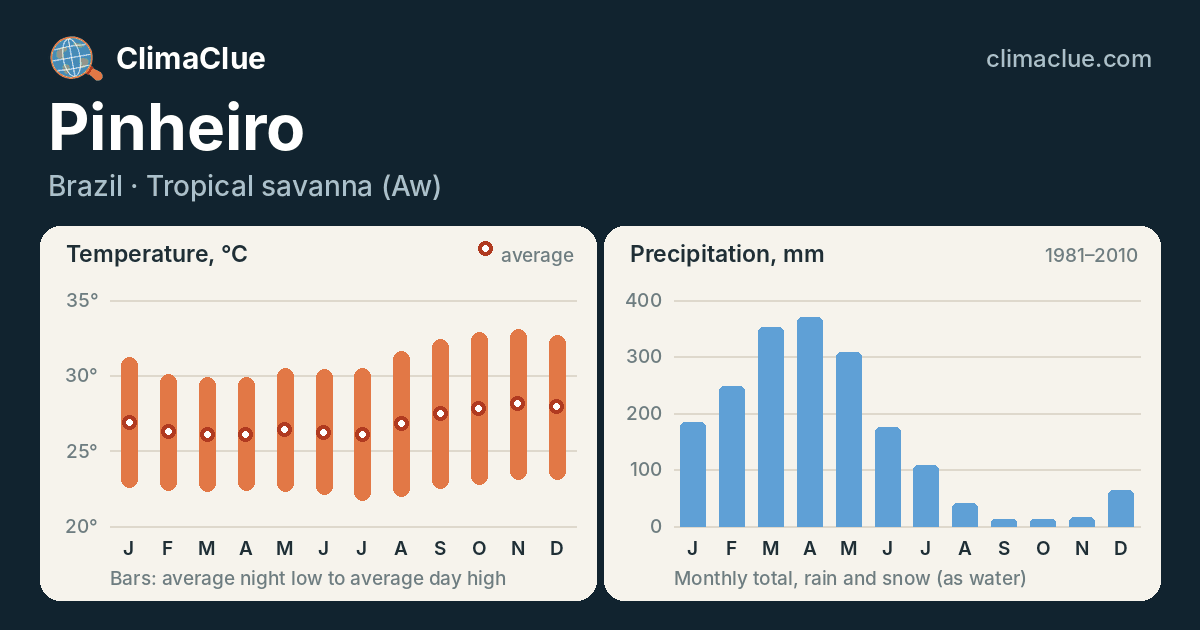 ClimaClue
climaclue.com
Pinheiro
Brazil · Tropical savanna (Aw)
Temperature, °C
average
35°
30°
25°
20°
J F M A M J J A S O N D
Bars: average night low to average day high
Precipitation, mm
1981–2010
400
300
200
100
0
J F M A M J J A S O N D
Monthly total, rain and snow (as water)